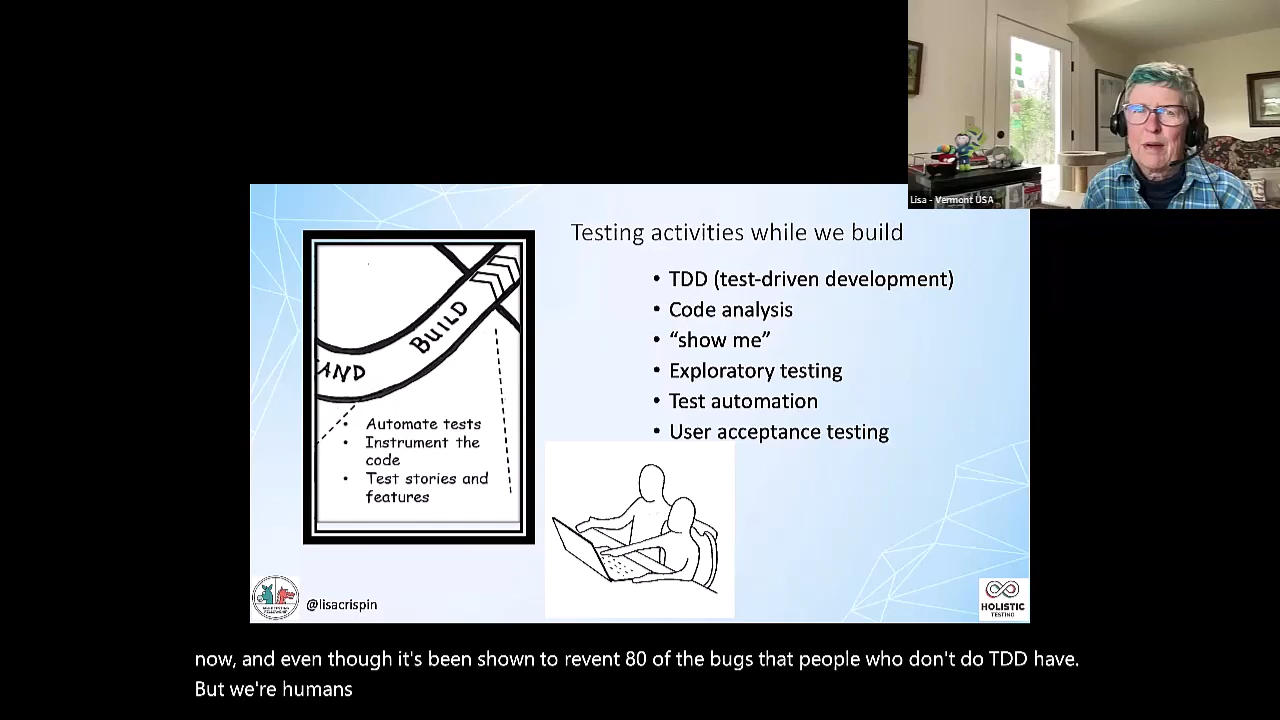 Lisa - Vermont USA
Testing activities while we build
• TDD (test-driven development)
• Code analysis
• “show me”
• Exploratory testing
• Test automation
• User acceptance testing
AND BUILD
• Automate tests
• Instrument the
code
• Test stories and
features
@lisacrispin
HOLISTIC
TESTING
now, and even though it's been shown to revent 80 of the bugs that people who don't do TDD have.
But we're humans